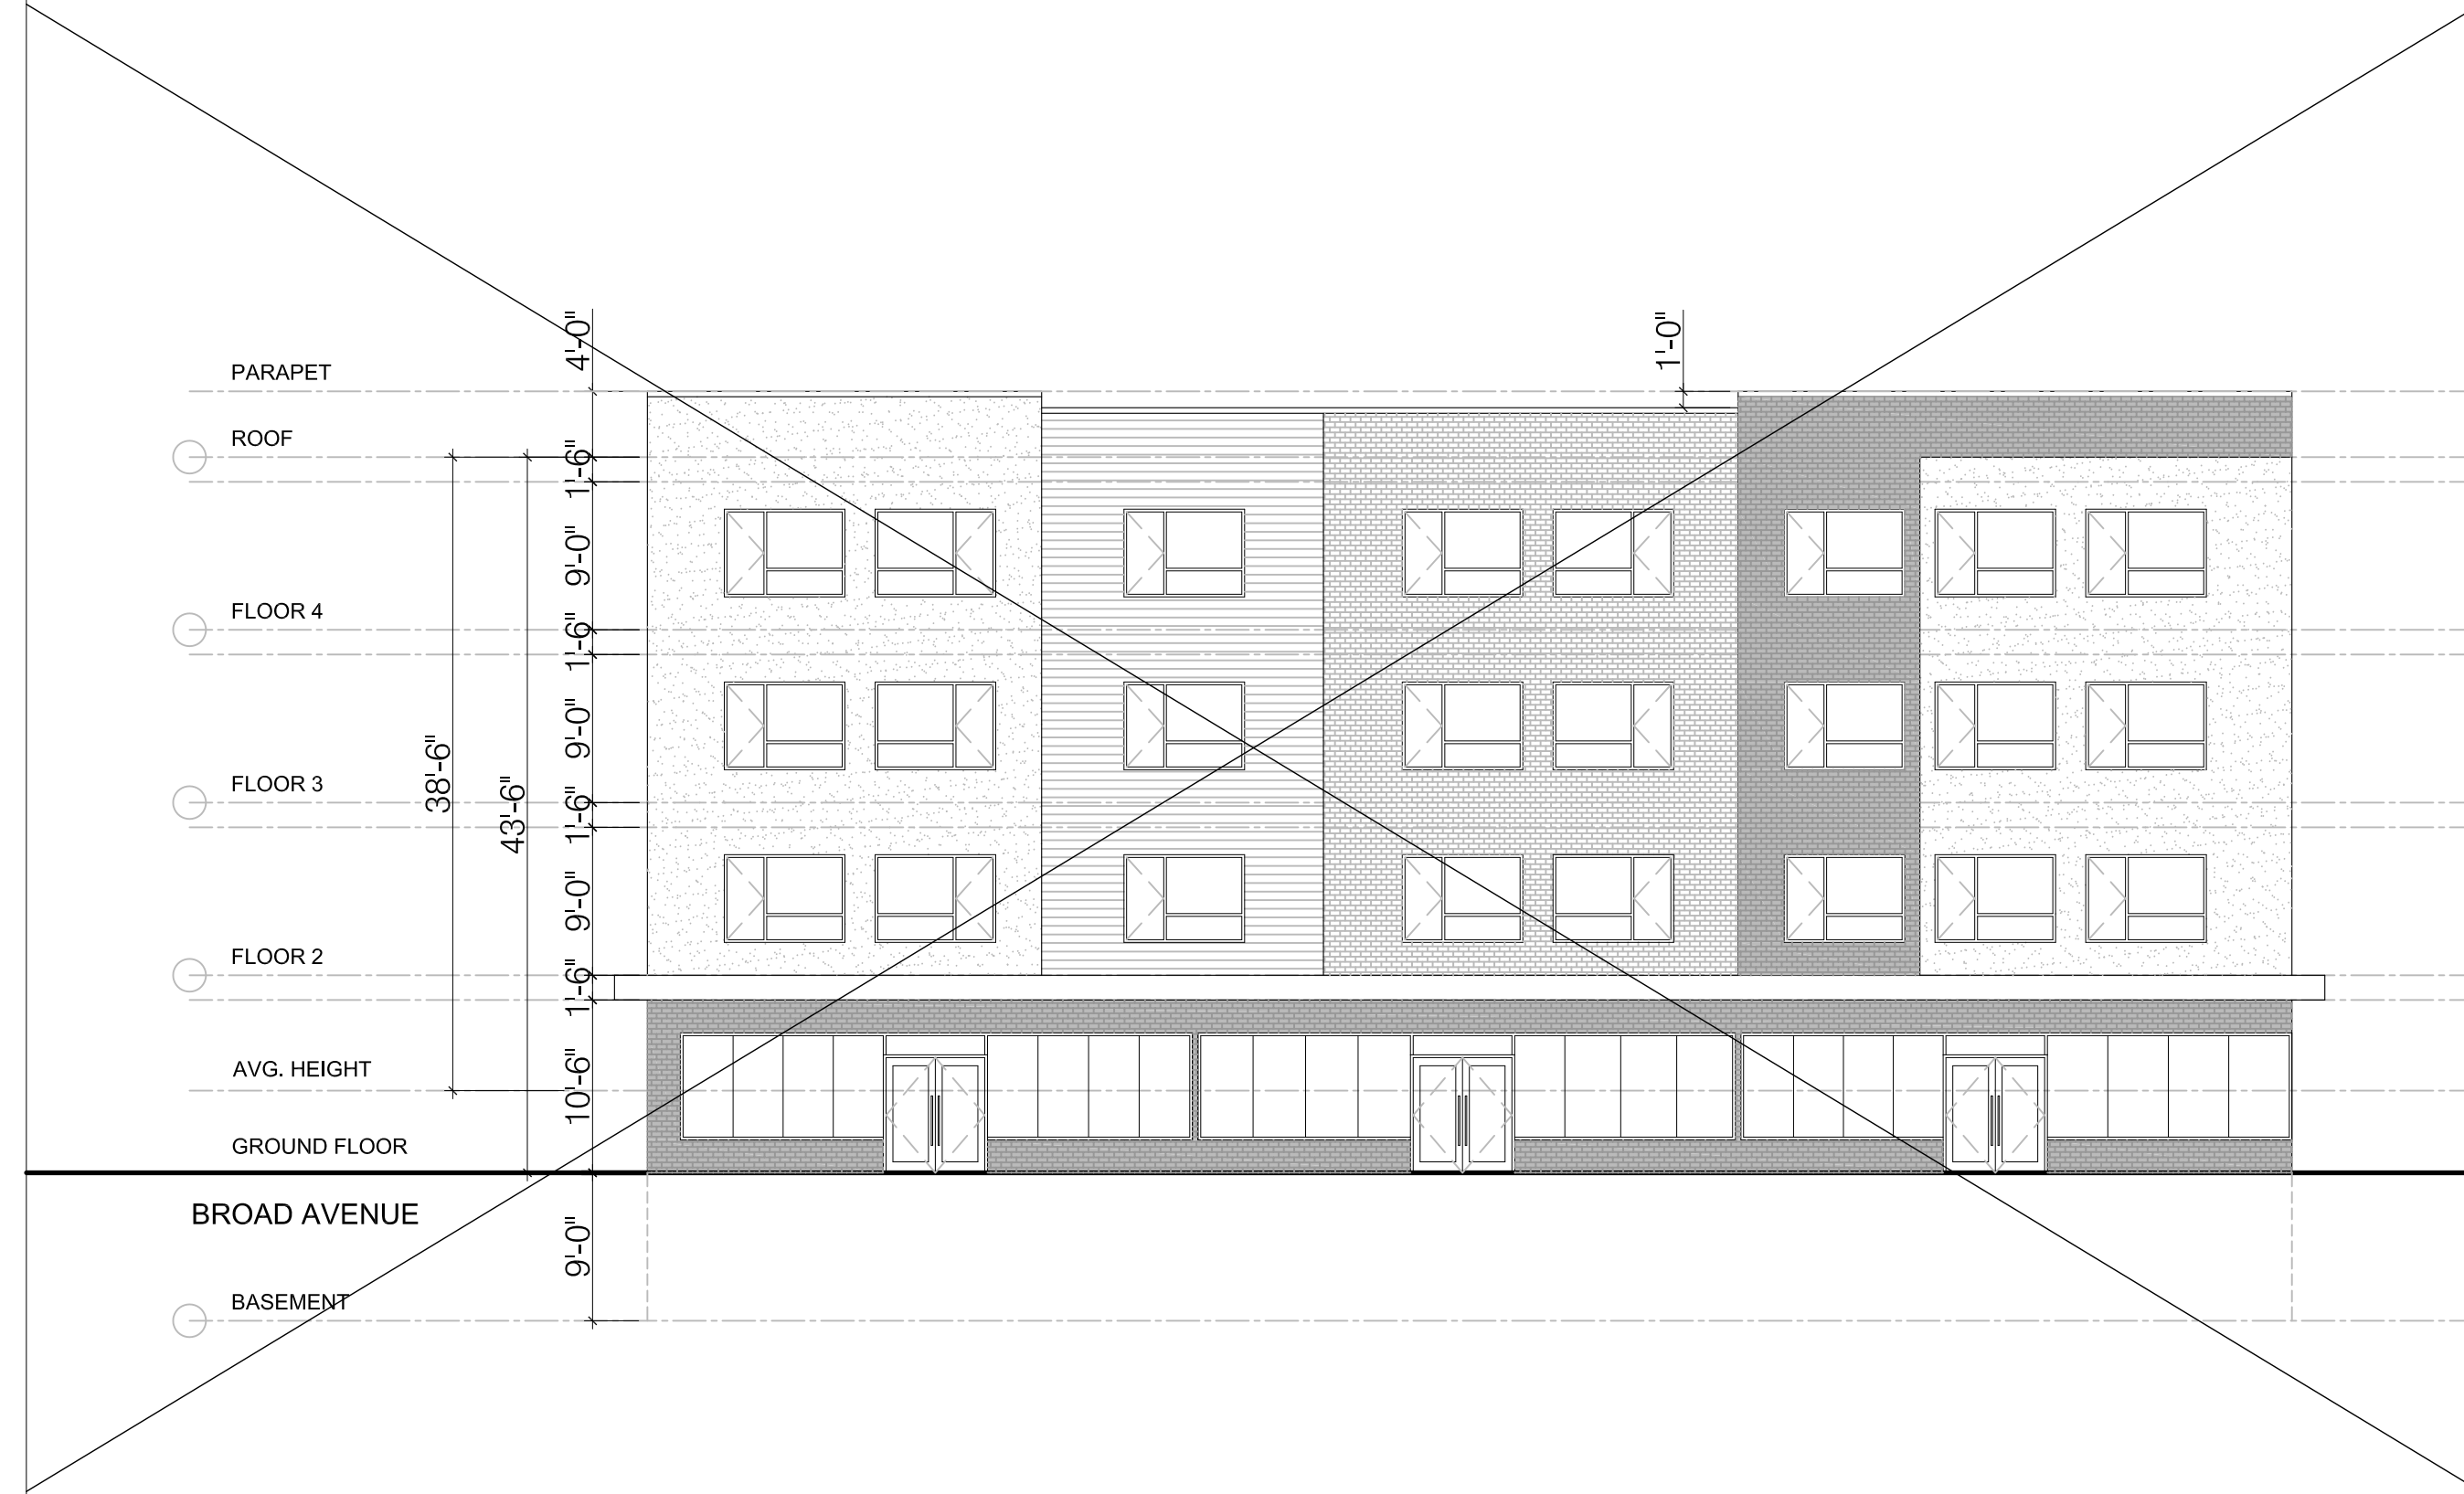 4'-0"
1'-0"
PARAPET
ROOF
1'-6"
9'-0"
FLOOR 4
1'-6"
9'-0"
38'-6"
43'-6"
FLOOR 3
1'-6"
9'-0"
FLOOR 2
1'-6"
AVG. HEIGHT
10'-6"
GROUND FLOOR
BROAD AVENUE
9'-0"
BASEMENT